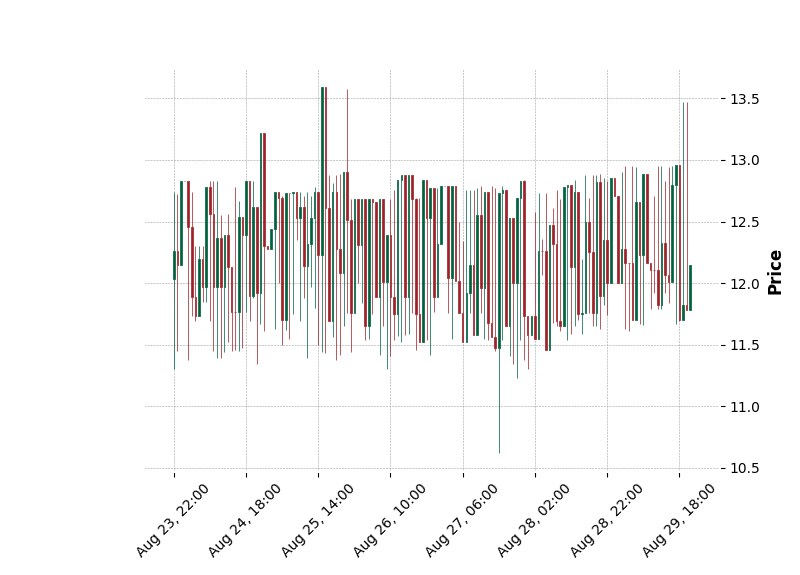 13.5
13.0
12.5
12.0
11.5
11.0
10.5
Price
Aug 23, 22:00
Aug 24, 18:00
Aug 25, 14:00
Aug 26, 10:00
Aug 27, 06:00
Aug 28, 02:00
Aug 28, 22:00
Aug 29, 18:00